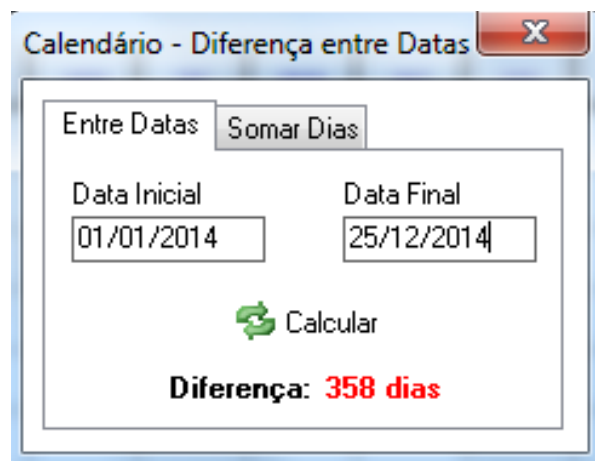 Calendário - Diferença entre Datas
Entre Datas Somar Dias
Data Inicial Data Final
01/01/2014 25/12/2014
Calcular
Diferença: 358 dias